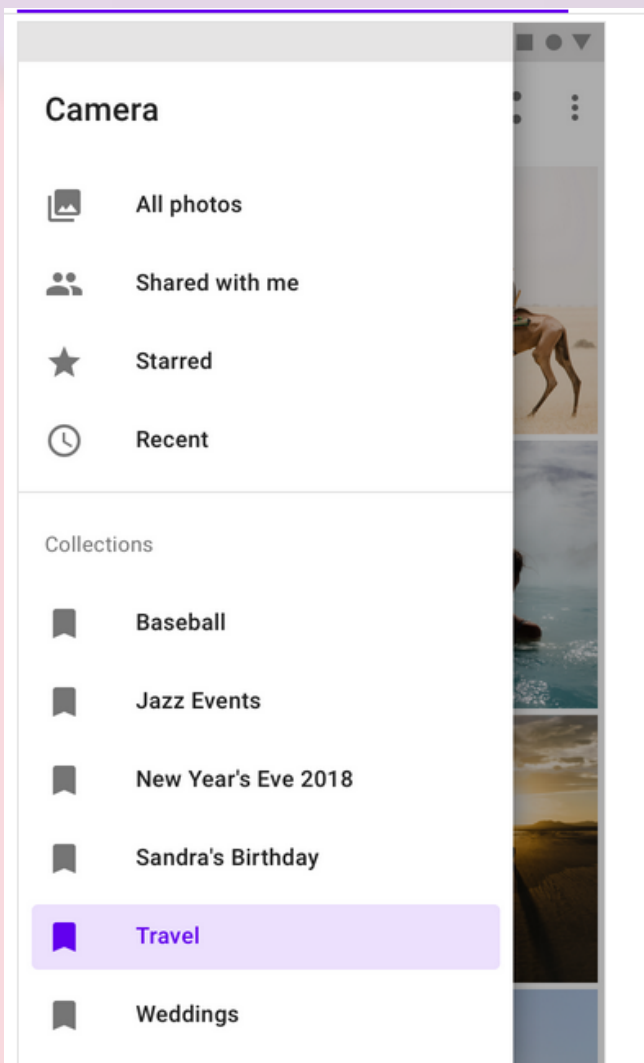 Camera
All photos
Shared with me
Starred
Recent
Collections
Baseball
Jazz Events
New Year's Eve 2018
Sandra's Birthday
Travel
Weddings